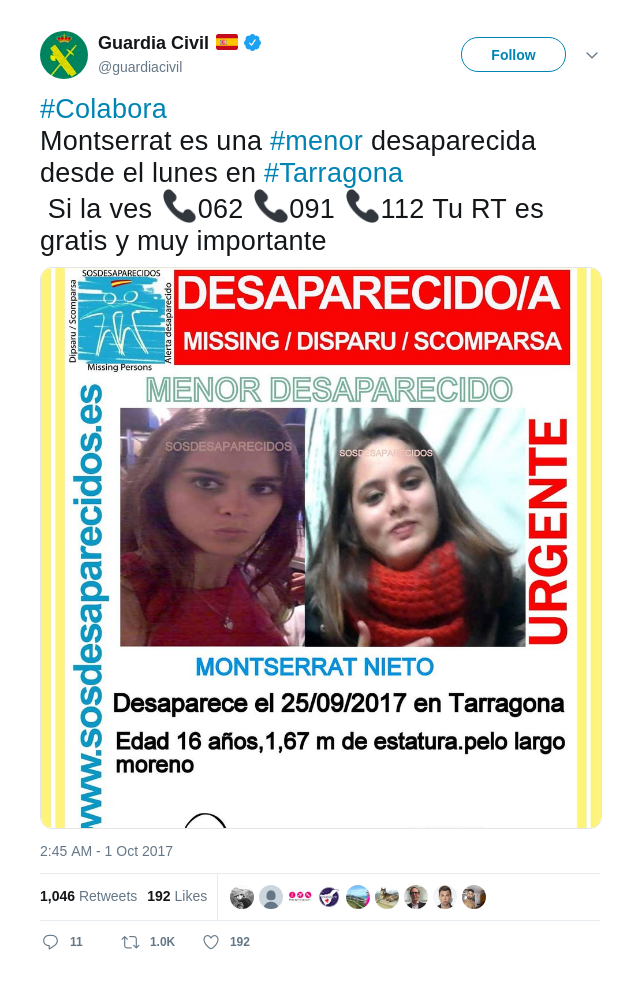 Guardia Civil
@guardiacivil
Follow
#Colabora
Montserrat es una #menor desaparecida
desde el lunes en #Tarragona
Si la ves 📞062 📞091 📞112 Tu RT es
gratis y muy importante
SOSDESAPARECIDOS
Dipsaru / Scomparsa
Alerta desaparecido
Missing Persons
DESAPARECIDO/A
MISSING / DISPARU / SCOMPARSA
MENOR DESAPARECIDO
www.sosdesaparecidos.es
SOSDESAPARECIDOS
SOSDESAPARECIDOS
URGENTE
MONTSERRAT NIETO
Desaparece el 25/09/2017 en Tarragona
Edad 16 años,1,67 m de estatura.pelo largo
moreno
2:45 AM - 1 Oct 2017
1,046 Retweets 192 Likes
11 1.0K 192